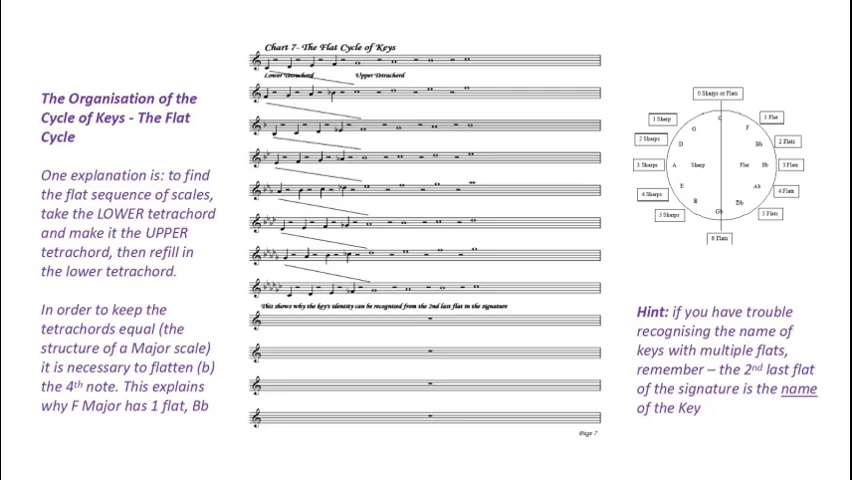 The Organisation of the
Cycle of Keys - The Flat
Cycle
One explanation is: to find
the flat sequence of scales,
take the LOWER tetrachord
and make it the UPPER
tetrachord, then refill in
the lower tetrachord.
In order to keep the
tetrachords equal (the
structure of a Major scale)
it is necessary to flatten (b)
the 4th note. This explains
why F Major has 1 flat, Bb
Chart 7- The Flat Cycle of Keys
Lower Tetrachord Upper Tetrachord
This shows why the key's identity can be recognized from the 2nd last flat in the signature
Page 7
0 Sharps or Flats
1 Sharp
1 Flat
2 Sharps
2 Flats
3 Sharps
3 Flats
4 Sharps
4 Flats
5 Sharps
5 Flats
6 Flats
C
F
D
Bb
A Sharp Flat Eb
E
Ab
B
Db
Gb
Hint: if you have trouble
recognising the name of
keys with multiple flats,
remember – the 2nd last flat
of the signature is the name
of the Key